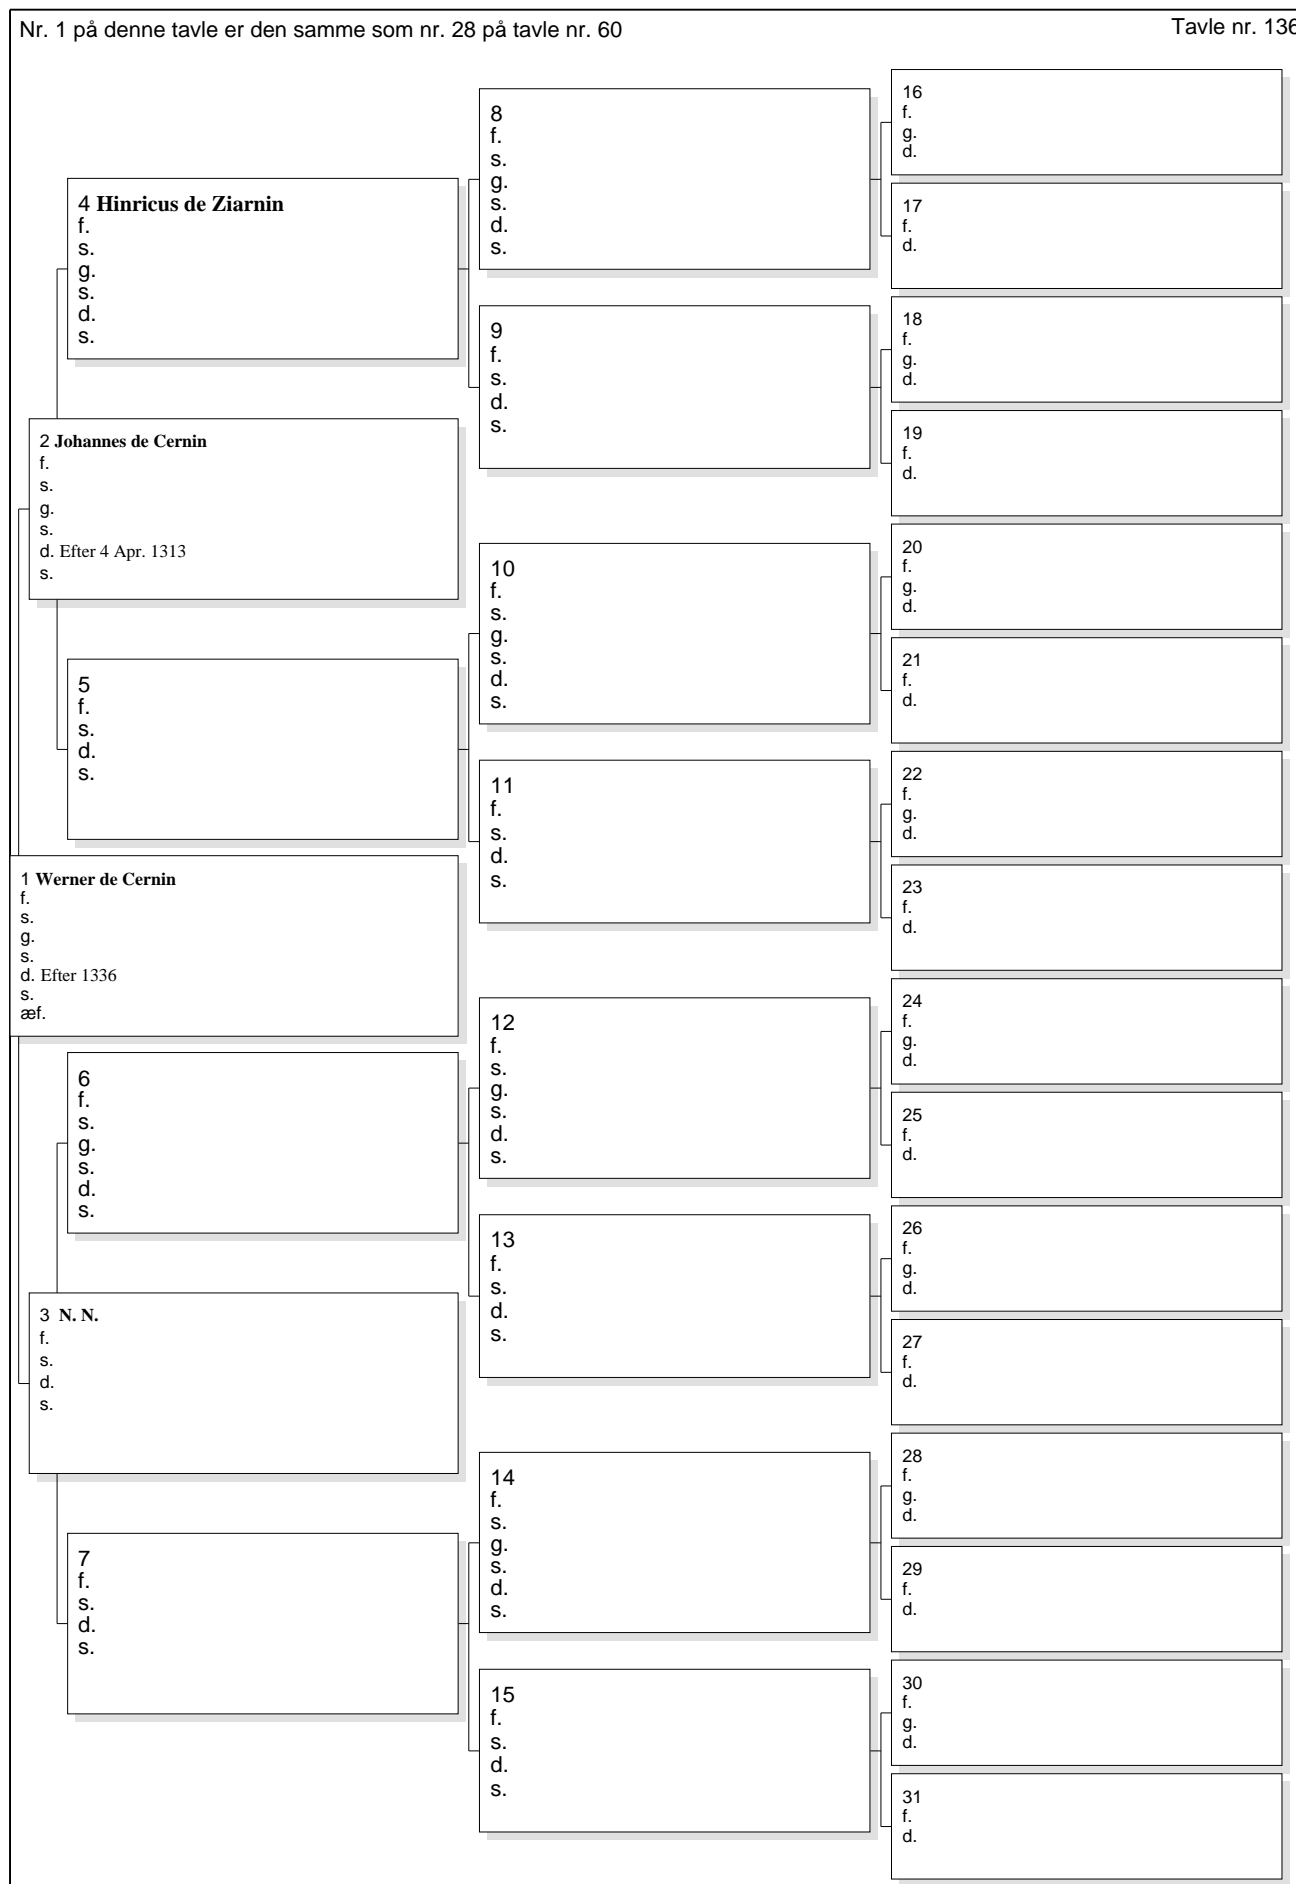 Nr. 1 på denne tavle er den samme som nr. 28 på tavle nr. 60
Tavle nr. 136
4 Hinricus de Ziarnin
f.
s.
g.
s.
d.
s.
2 Johannes de Cernin
f.
s.
g.
s.
d. Efter 4 Apr. 1313
s.
5
f.
s.
d.
s.
1 Werner de Cernin
f.
s.
g.
s.
d. Efter 1336
s.
æf.
6
f.
s.
g.
s.
d.
s.
3 N. N.
f.
s.
d.
s.
7
f.
s.
d.
s.
8
f.
s.
g.
s.
d.
s.
9
f.
s.
d.
s.
10
f.
s.
g.
s.
d.
s.
11
f.
s.
d.
s.
12
f.
s.
g.
s.
d.
s.
13
f.
s.
d.
s.
14
f.
s.
g.
s.
d.
s.
15
f.
s.
d.
s.
16
f.
g.
d.
17
f.
d.
18
f.
g.
d.
19
f.
d.
20
f.
g.
d.
21
f.
d.
22
f.
g.
d.
23
f.
d.
24
f.
g.
d.
25
f.
d.
26
f.
g.
d.
27
f.
d.
28
f.
g.
d.
29
f.
d.
30
f.
g.
d.
31
f.
d.